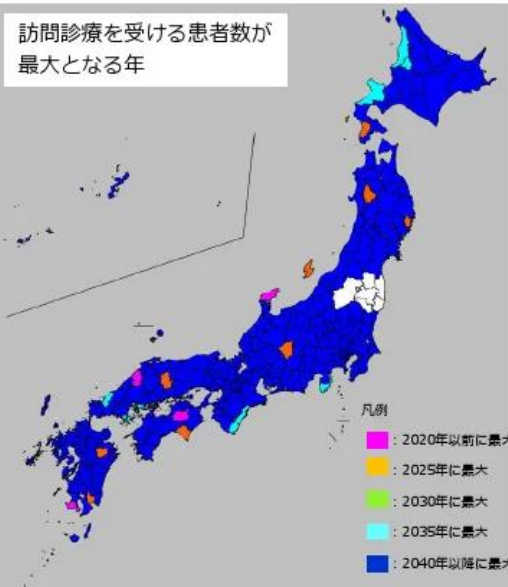 訪問診療を受ける患者数が
最大となる年
凡例
：2020年以前に最大
：2025年に最大
：2030年に最大
：2035年に最大
：2040年以降に最大